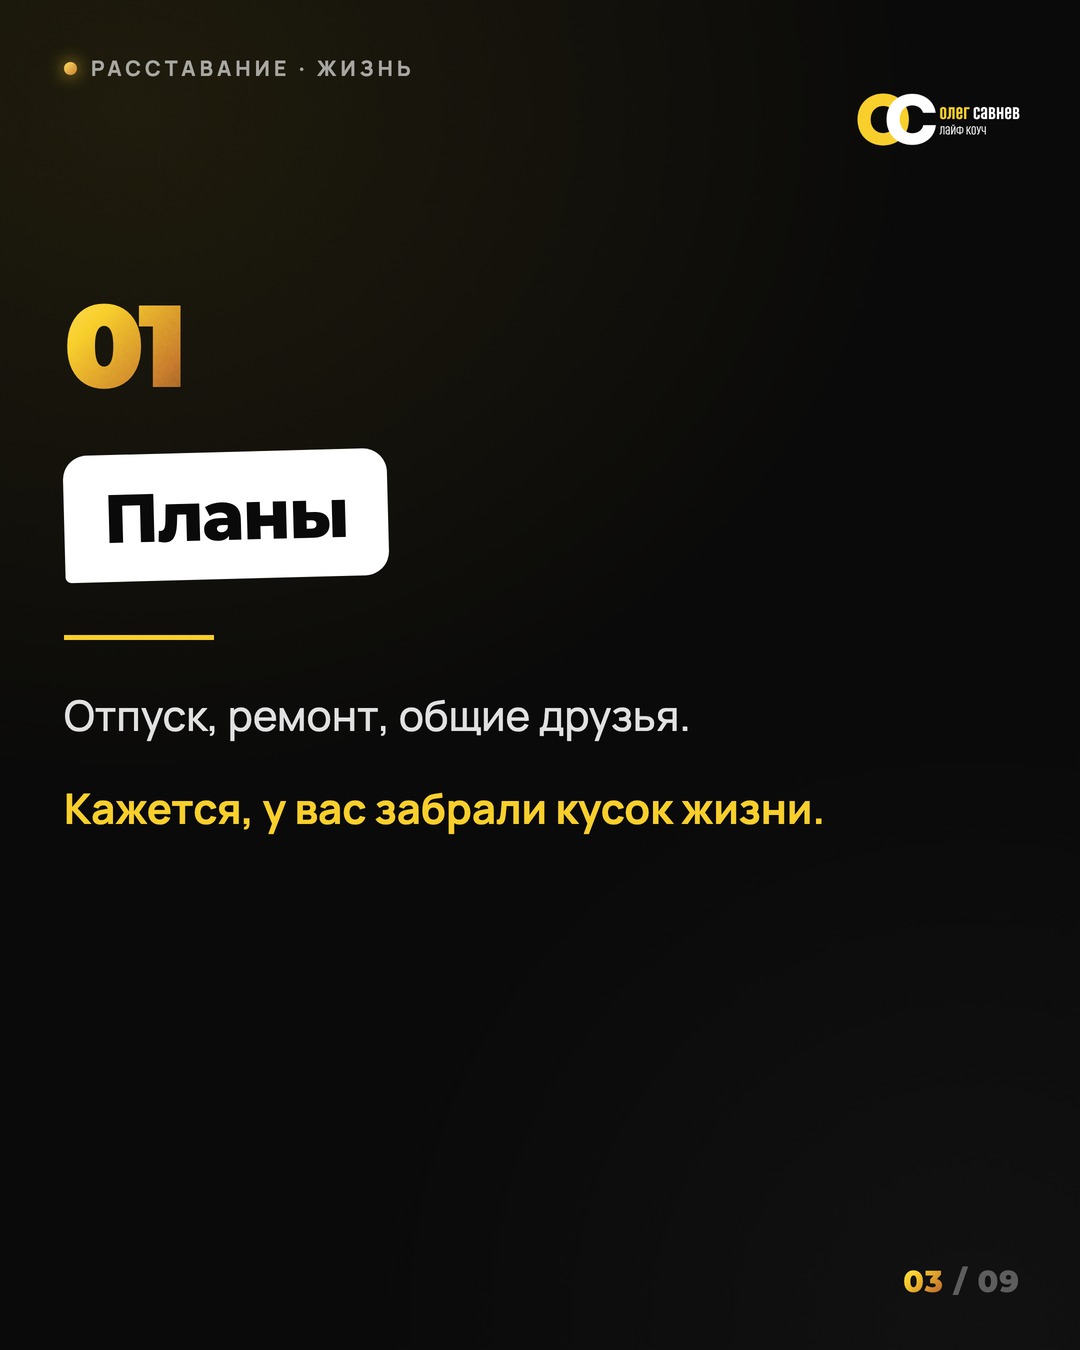 РАССТАВАНИЕ · ЖИЗНЬ
ОС
олег савнев
ЛАЙФ КОУЧ
01
Планы
Отпуск, ремонт, общие друзья.
Кажется, у вас забрали кусок жизни.
03 / 09